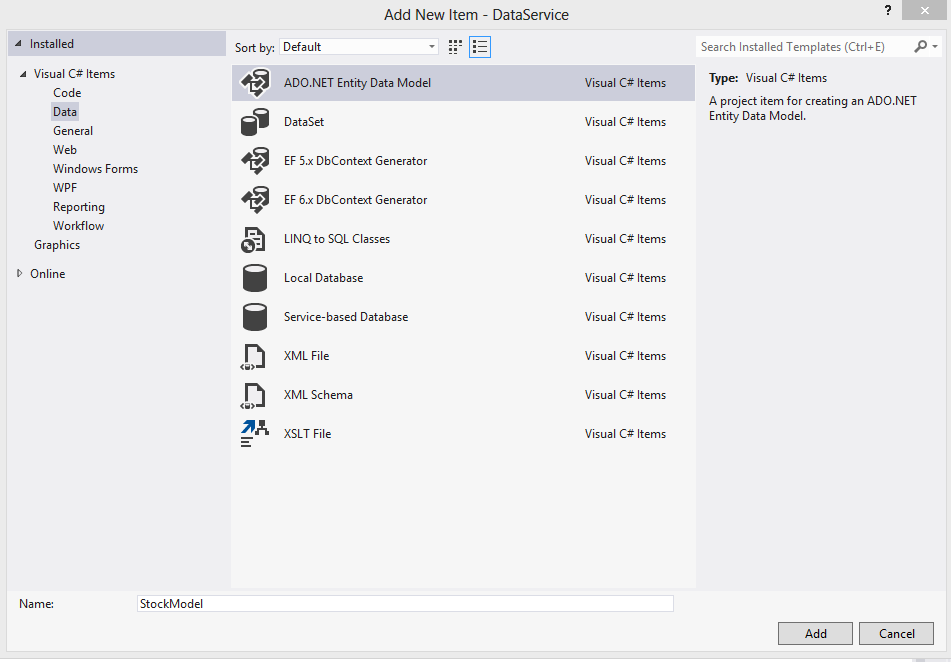 Add New Item - DataService
?
Installed
Sort by: Default
Search Installed Templates (Ctrl+E)
Visual C# Items
Code
Data
General
Web
Windows Forms
WPF
Reporting
Workflow
Graphics
Online
ADO.NET Entity Data Model Visual C# Items
DataSet Visual C# Items
EF 5.x DbContext Generator Visual C# Items
EF 6.x DbContext Generator Visual C# Items
LINQ to SQL Classes Visual C# Items
Local Database Visual C# Items
Service-based Database Visual C# Items
XML File Visual C# Items
XML Schema Visual C# Items
XSLT File Visual C# Items
Type: Visual C# Items
A project item for creating an ADO.NET
Entity Data Model.
Name: StockModel
Add Cancel